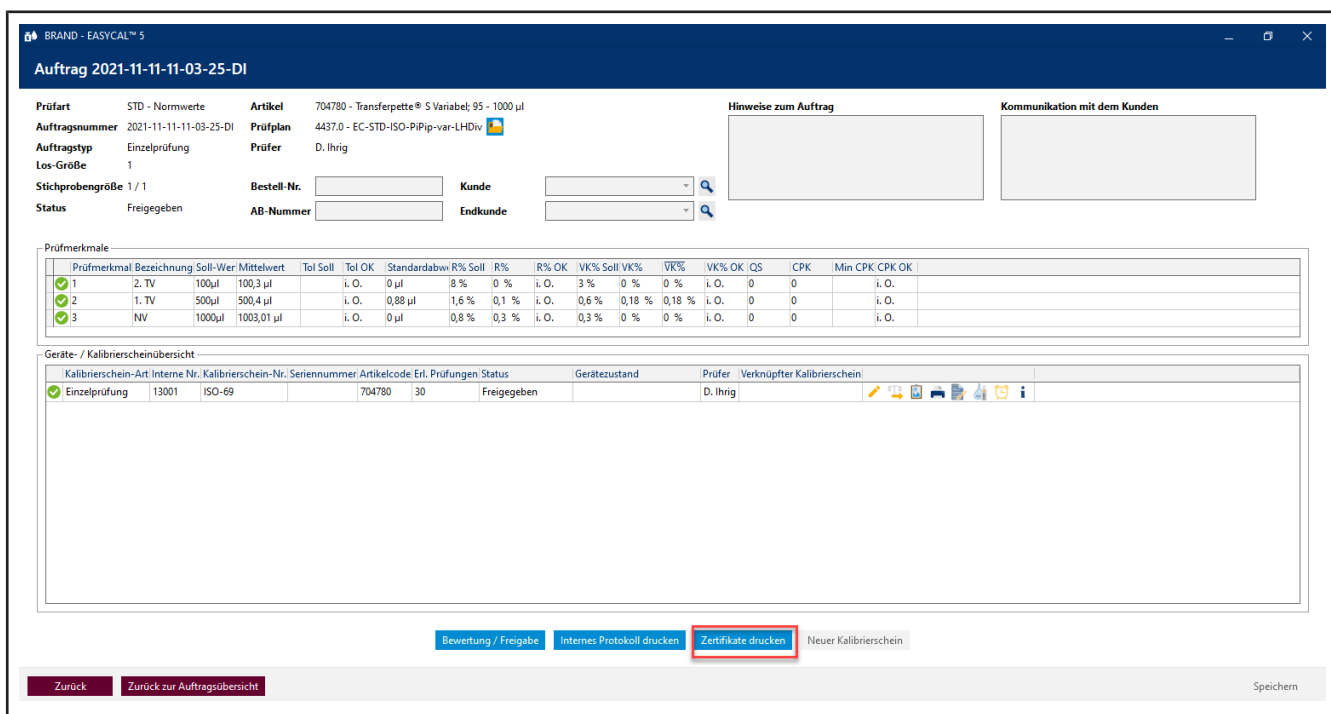 BRAND - EASYCAL™ 5
Auftrag 2021-11-11-11-03-25-DI
Prüfart STD - Normwerte Artikel 704780 - Transferpette® S Variabel; 95 - 1000 µl Hinweise zum Auftrag Kommunikation mit dem Kunden
Auftragsnummer 2021-11-11-11-03-25-DI Prüfplan 4437.0 - EC-STD-ISO-PiPip-var-LHDiv
Auftragstyp Einzelprüfung Prüfer D. Ihrig
Los-Größe 1
Stichprobengröße 1 / 1 Bestell-Nr. Kunde
Status Freigegeben AB-Nummer Endkunde
Prüfmerkmale
Prüfmerkmal Bezeichnung Soll-Wer Mittelwert Tol Soll Tol OK Standardabw R% Soll R% R% OK VK% Soll VK% VK% VK% OK QS CPK Min CPK CPK OK
1 2. TV 100µl 100,3 µl i. O. 0 µl 8 % 0 % i. O. 3 % 0 % 0 % i. O. 0 0 i. O.
2 1. TV 500µl 500,4 µl i. O. 0,88 µl 1,6 % 0,1 % i. O. 0,6 % 0,18 % 0,18 % i. O. 0 0 i. O.
3 NV 1000µl 1003,01 µl i. O. 0 µl 0,8 % 0,3 % i. O. 0,3 % 0 % 0 % i. O. 0 0 i. O.
Geräte- / Kalibrierscheinübersicht
Kalibrierschein-Art Interne Nr. Kalibrierschein-Nr. Seriennummer Artikelcode Erl. Prüfungen Status Gerätezustand Prüfer Verknüpfter Kalibrierschein
Einzelprüfung 13001 ISO-69 704780 30 Freigegeben D. Ihrig
Bewertung / Freigabe Internes Protokoll drucken Zertifikate drucken Neuer Kalibrierschein
Zurück Zurück zur Auftragsübersicht Speichern